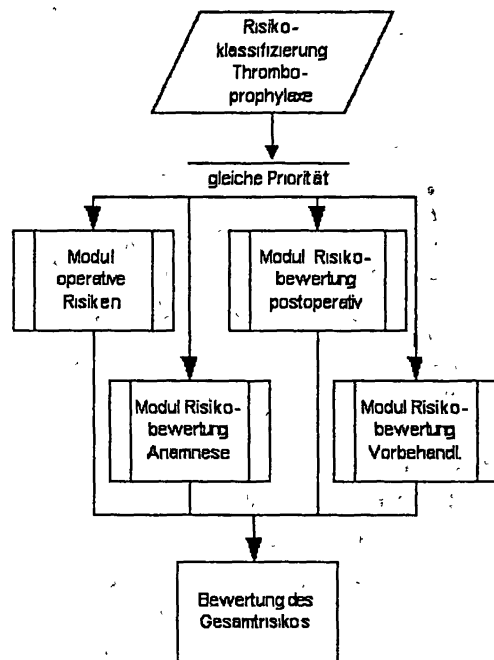 Risiko-
klassifizierung
Thrombo-
prophylaxe
gleiche Priorität
Modul
operative
Risiken
Modul Risiko-
bewertung
postoperativ
Modul Risiko-
bewertung
Anamnese
Modul Risiko-
bewertung
Vorbehandl.
Bewertung des
Gesamtrisikos